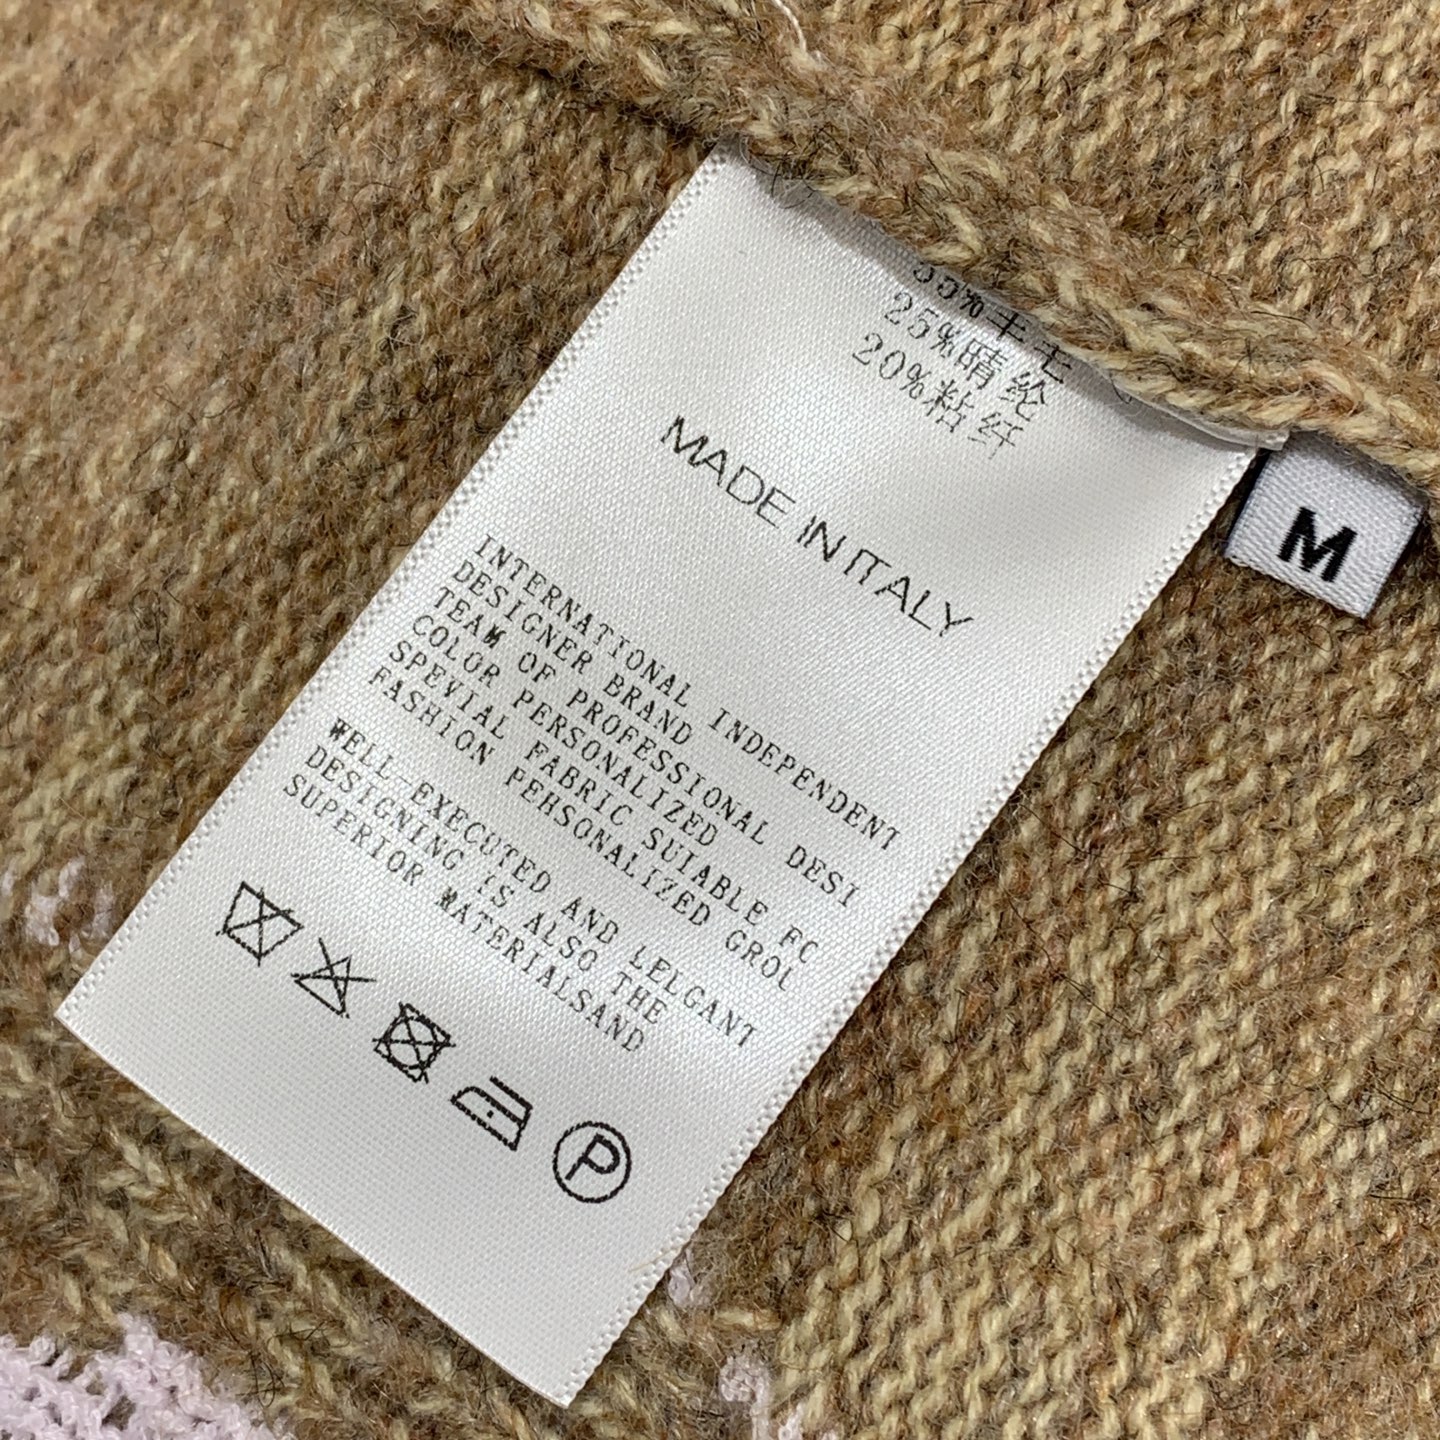 25%晴纶
20%粘纤
MADE IN ITALY
INTERNATTONAL INDEPENDENT
DESIGNER BRAND
TEAM OF PROFESSIONAL DESI
COLOR PERSONALIZED
SPEVIAL FABRIC SUIABLE FC
FASHION PEHSONALIZED GROL
WELL-EXECUTED AND LELGANT
DESIGNING IS ALSO THE
SUPERIOR MATERIALSAND
P
M